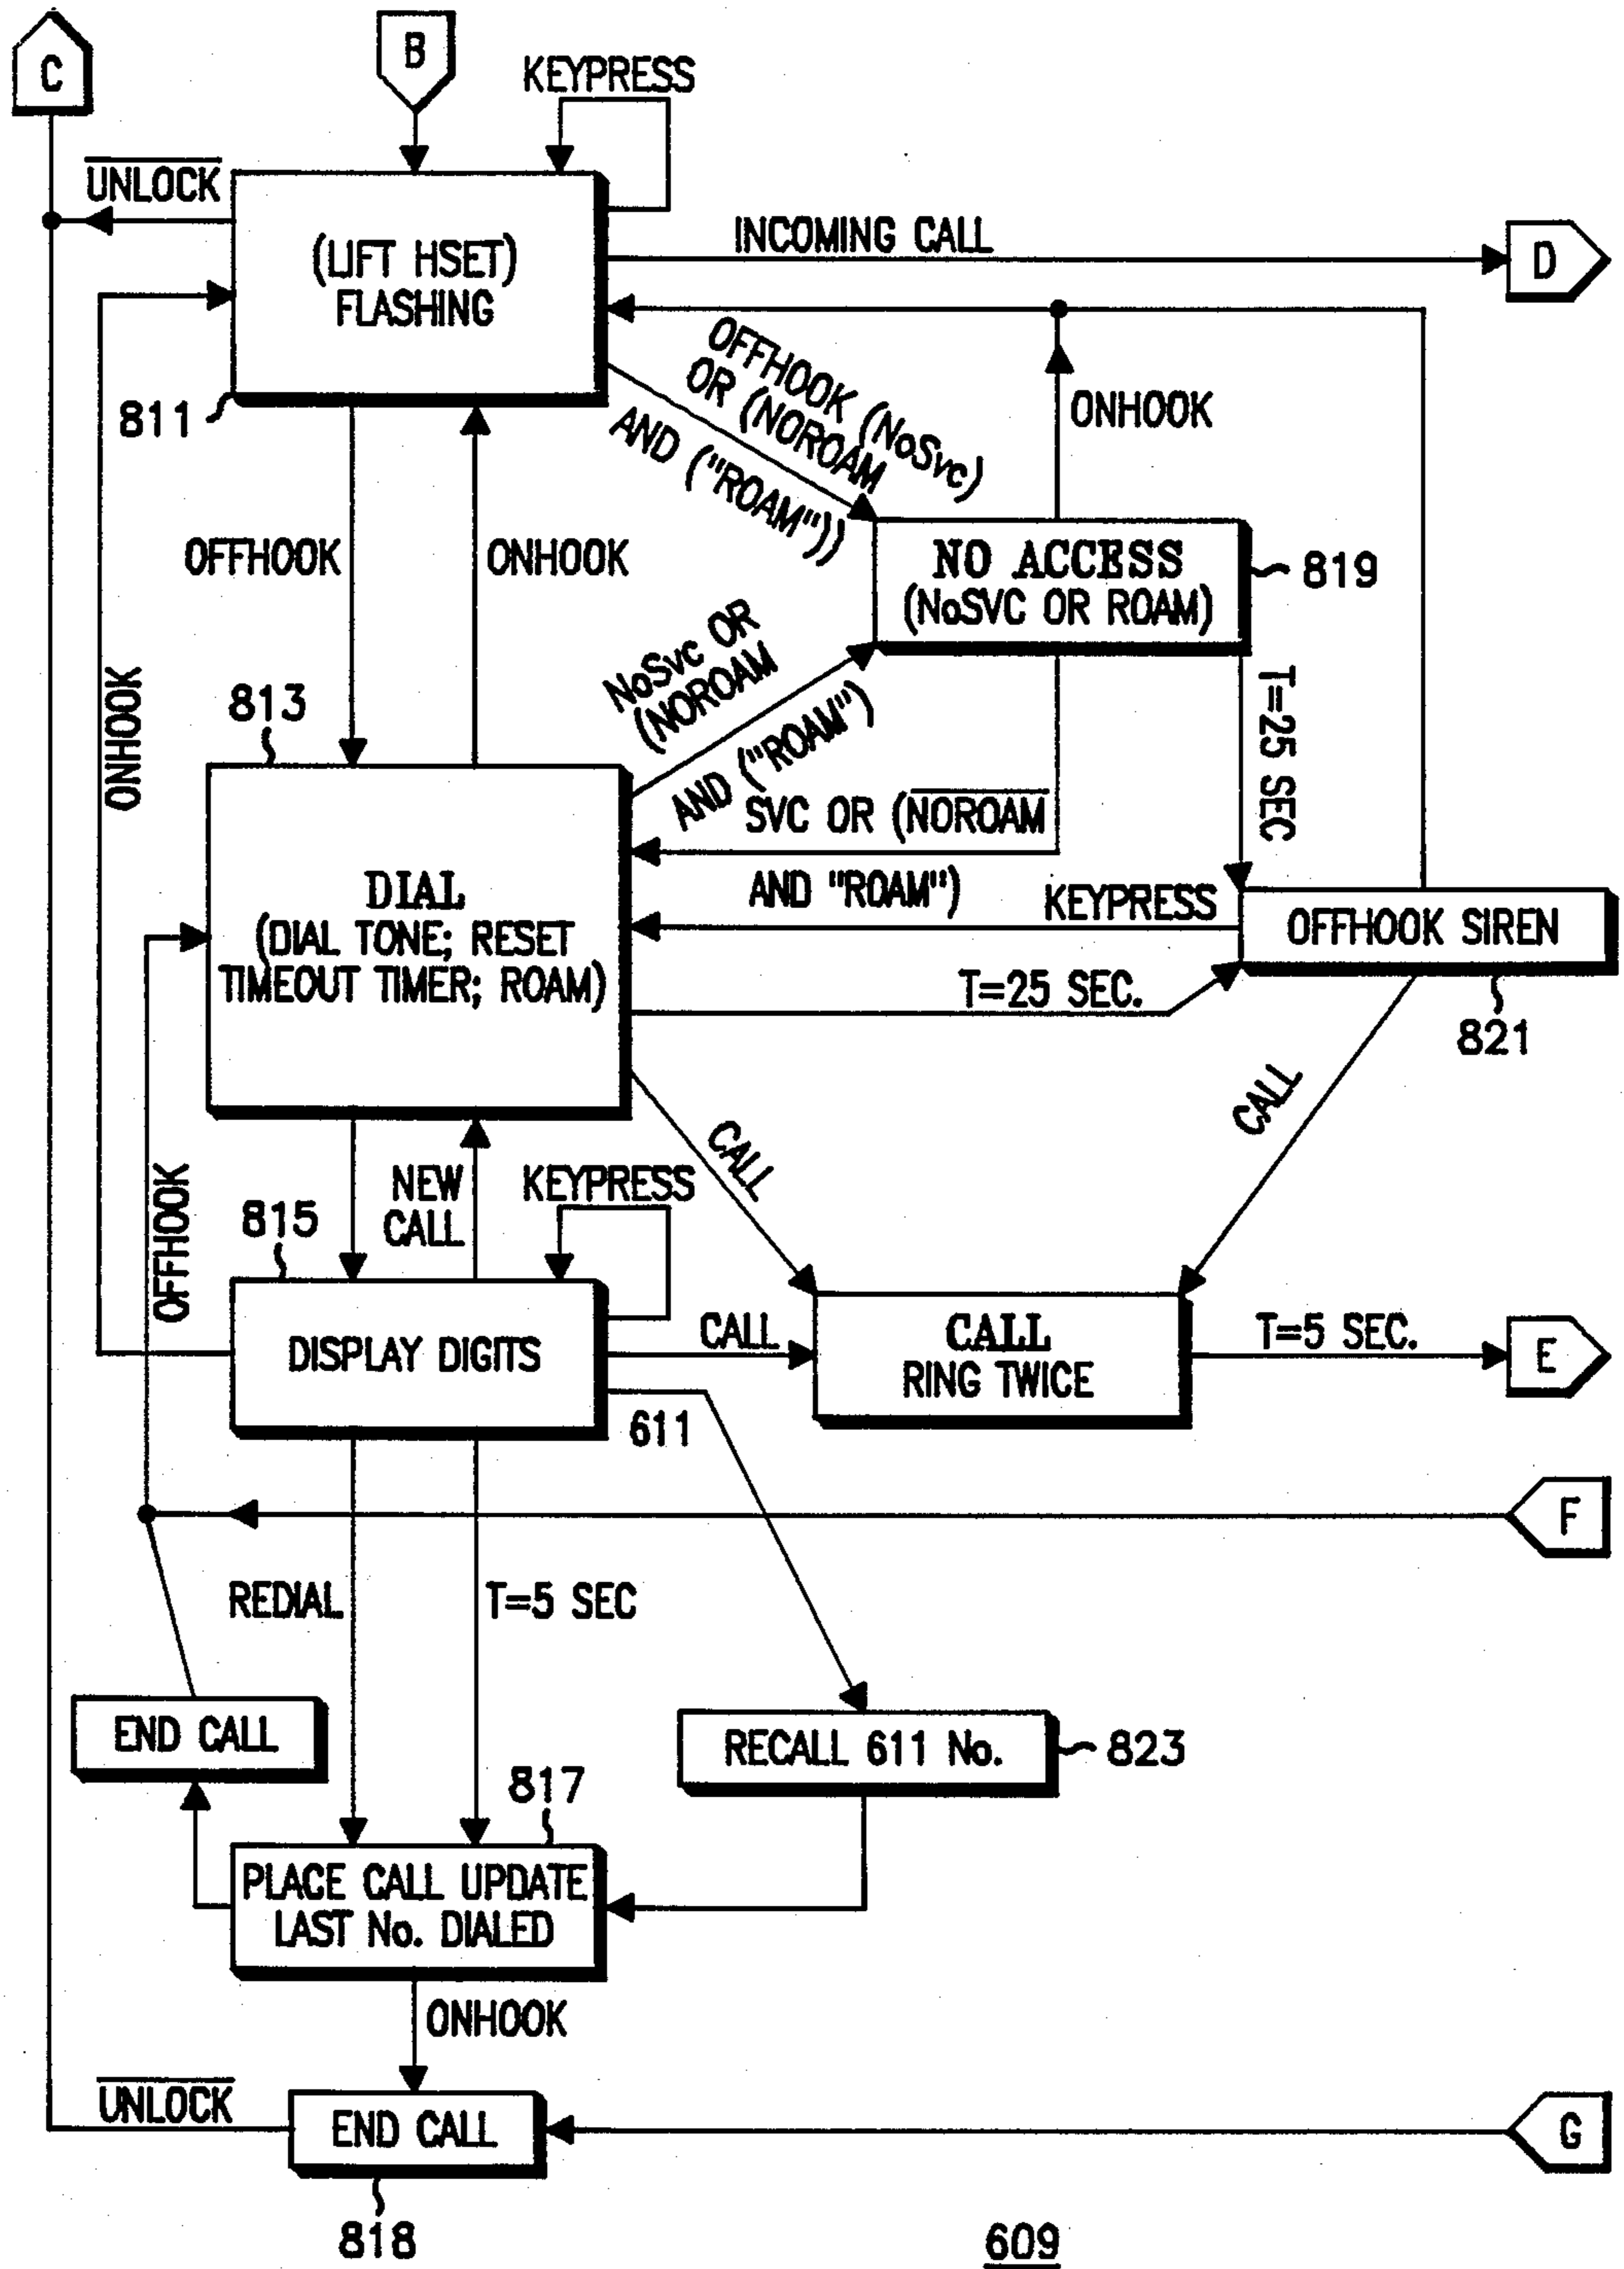 C
B
KEYPRESS
UNLOCK
(LIFT HSET)
FLASHING
INCOMING CALL
D
811
OFFHOOK (NoSvc)
OR (NOROAM
AND ("ROAM"))
ONHOOK
OFFHOOK
ONHOOK
NO ACCESS
(NoSVC OR ROAM)
819
NoSvc OR
(NOROAM
AND ("ROAM")
T=25 SEC
ONHOOK
813
SVC OR (NOROAM
AND "ROAM")
DIAL
(DIAL TONE; RESET
TIMEOUT TIMER; ROAM)
KEYPRESS
OFFHOOK SIREN
T=25 SEC.
821
CALL
CALL
OFFHOOK
NEW
CALL
KEYPRESS
815
DISPLAY DIGITS
CALL
CALL
RING TWICE
T=5 SEC.
E
611
F
REDIAL
T=5 SEC
END CALL
RECALL 611 No.
823
817
PLACE CALL UPDATE
LAST No. DIALED
ONHOOK
UNLOCK
END CALL
G
818
609